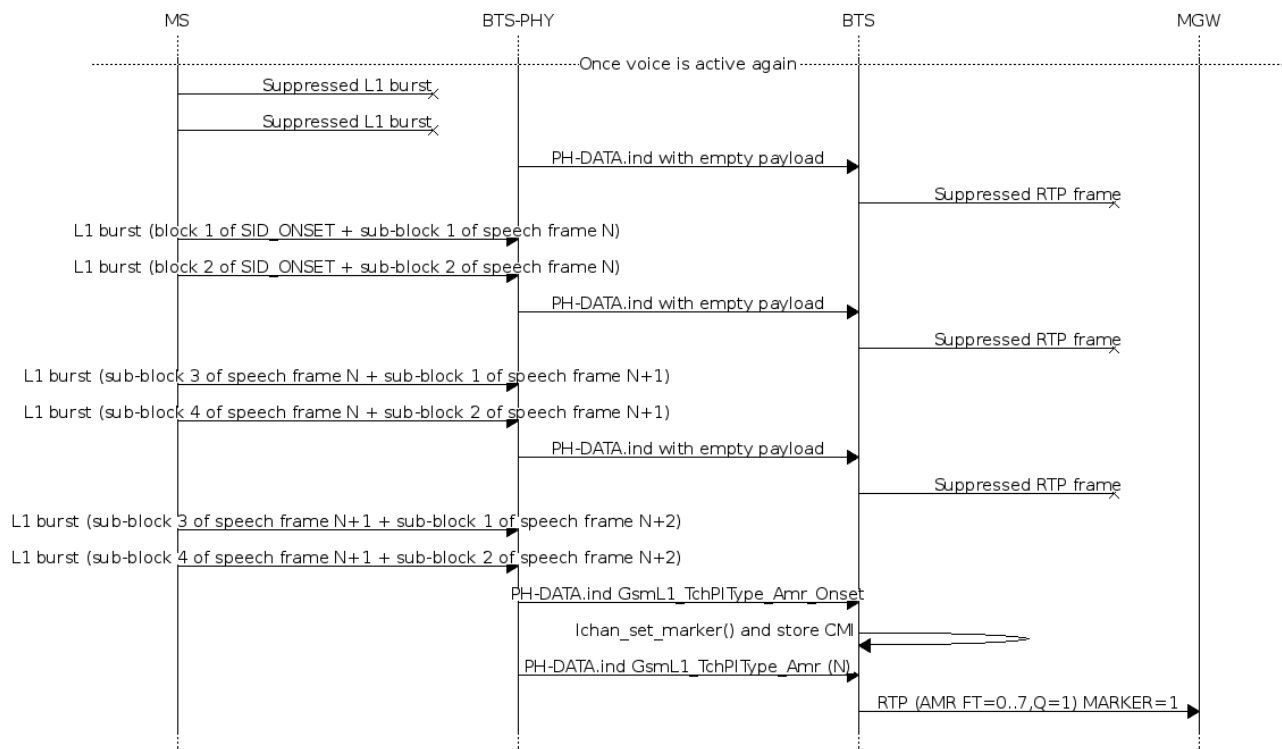 MS BTS-PHY BTS MGW
Once voice is active again
Suppressed L1 burst
Suppressed L1 burst
PH-DATA.ind with empty payload
Suppressed RTP frame
L1 burst (block 1 of SID_ONSET + sub-block 1 of speech frame N)
L1 burst (block 2 of SID_ONSET + sub-block 2 of speech frame N)
PH-DATA.ind with empty payload
Suppressed RTP frame
L1 burst (sub-block 3 of speech frame N + sub-block 1 of speech frame N+1)
L1 burst (sub-block 4 of speech frame N + sub-block 2 of speech frame N+1)
PH-DATA.ind with empty payload
Suppressed RTP frame
L1 burst (sub-block 3 of speech frame N+1 + sub-block 1 of speech frame N+2)
L1 burst (sub-block 4 of speech frame N+1 + sub-block 2 of speech frame N+2)
PH-DATA.ind GsmL1_TchPlType_Amr_Onset
lchan_set_marker() and store CMI
PH-DATA.ind GsmL1_TchPlType_Amr (N)
RTP (AMR FT=0..7,Q=1) MARKER=1